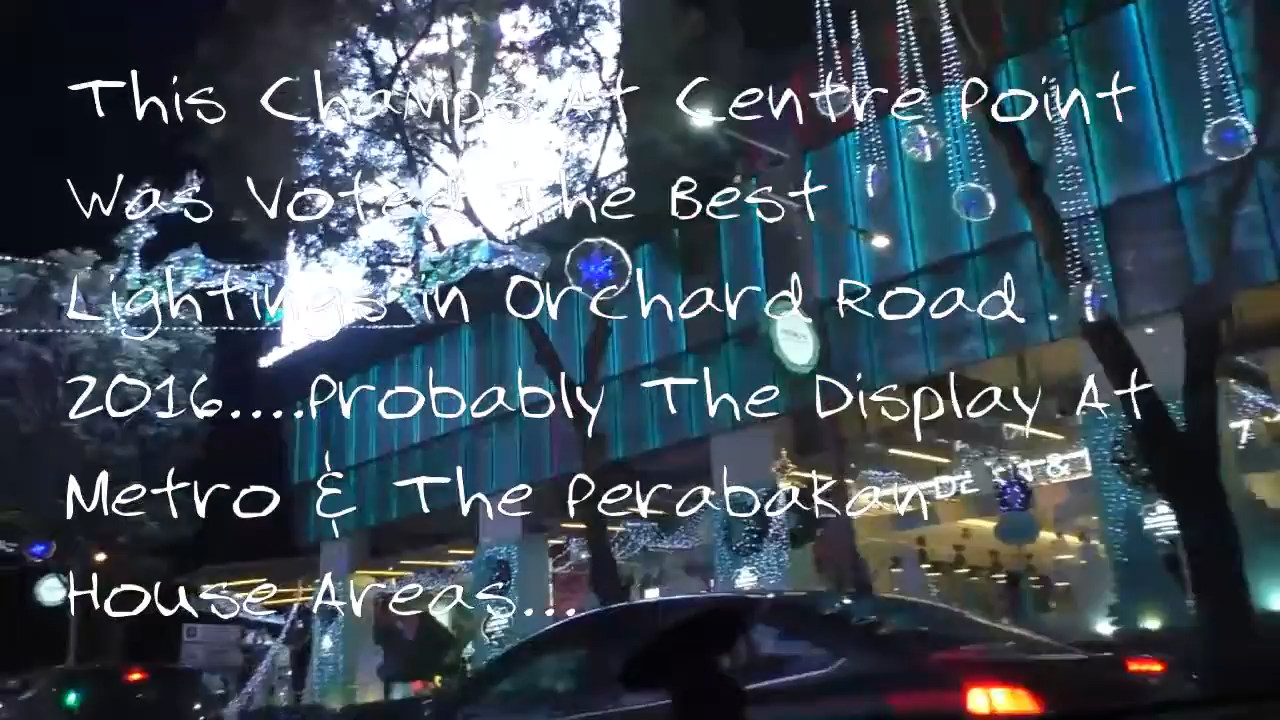 This Champs At Centre Point
Was Voted The Best
Lightings in Orchard Road
2016....Probably The Display At
Metro & The Perabakan
House Areas...